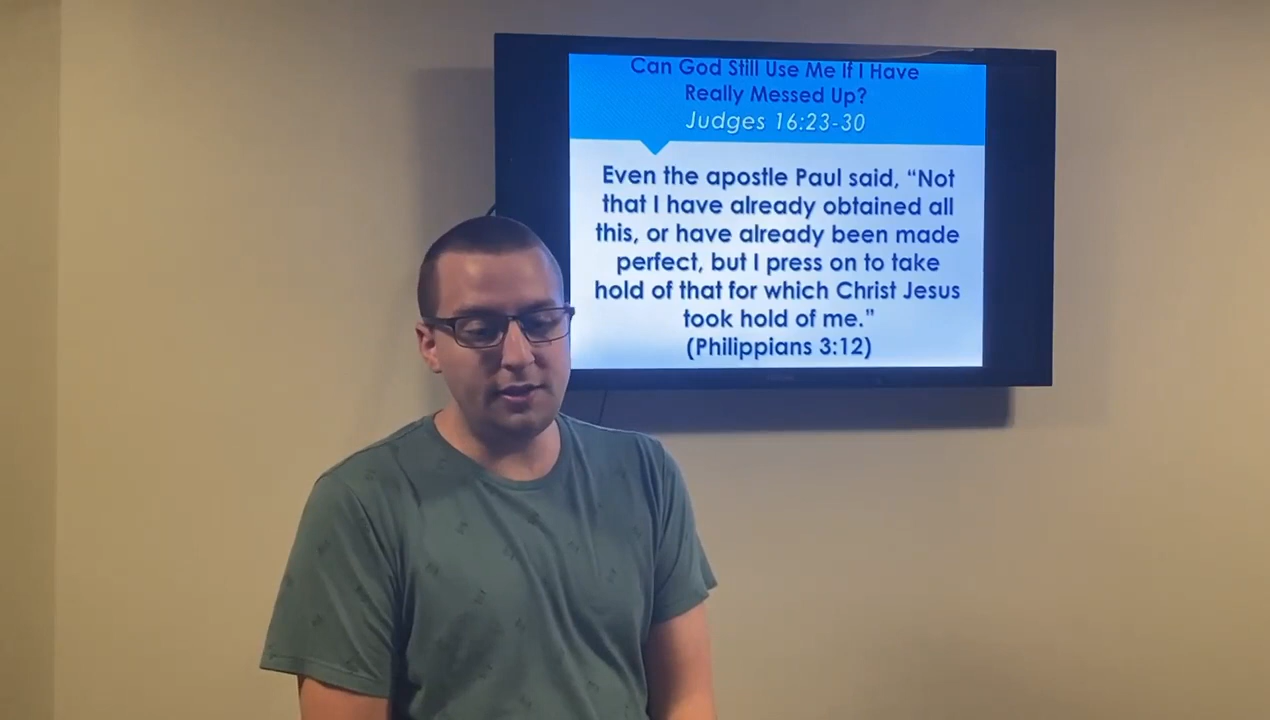 Can God Still Use Me If I Have
Really Messed Up?
Judges 16:23-30
Even the apostle Paul said, “Not
that I have already obtained all
this, or have already been made
perfect, but I press on to take
hold of that for which Christ Jesus
took hold of me.”
(Philippians 3:12)